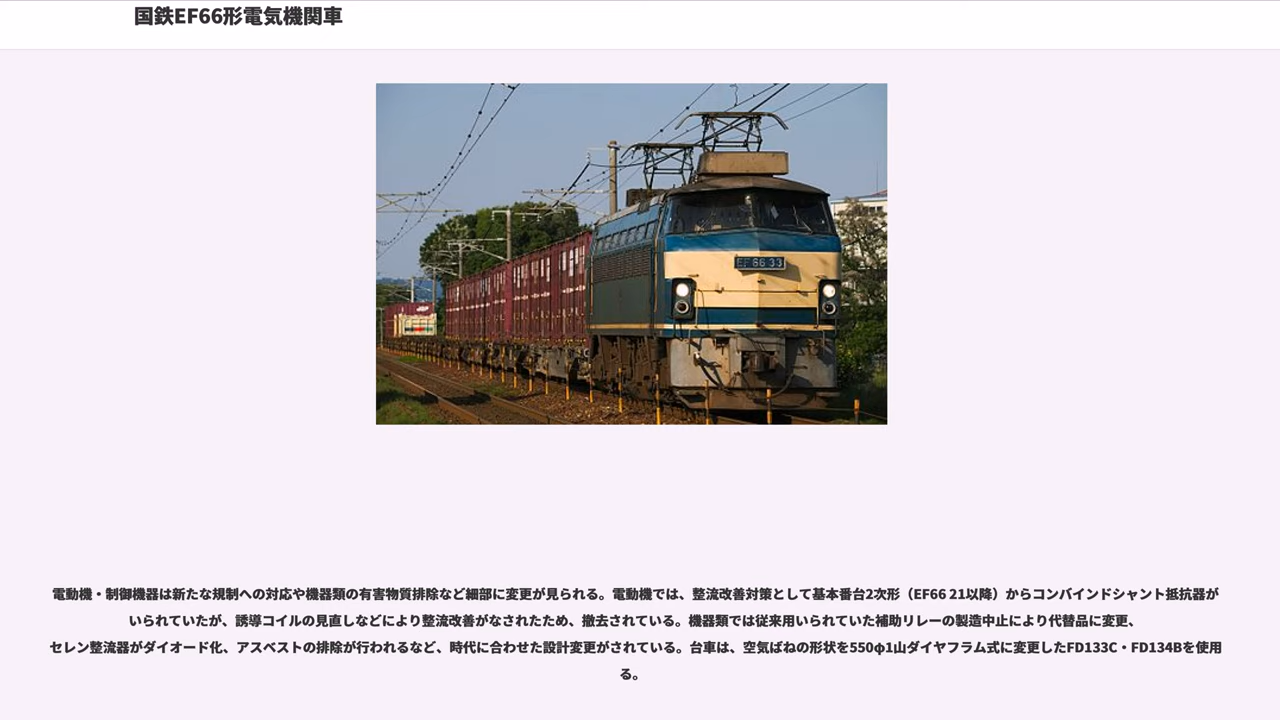 国鉄EF66形電気機関車
EF 66 33
電動機・制御機器は新たな規制への対応や機器類の有害物質排除など細部に変更が見られる。電動機では、整流改善対策として基本番台2次形（EF66 21以降）からコンバインドシャント抵抗器が
いられていたが、誘導コイルの見直しなどにより整流改善がなされたため、撤去されている。機器類では従来用いられていた補助リレーの製造中止により代替品に変更、
セレン整流器がダイオード化、アスベストの排除が行われるなど、時代に合わせた設計変更がされている。台車は、空気ばねの形状を550φ1山ダイヤフラム式に変更したFD133C・FD134Bを使用
る。